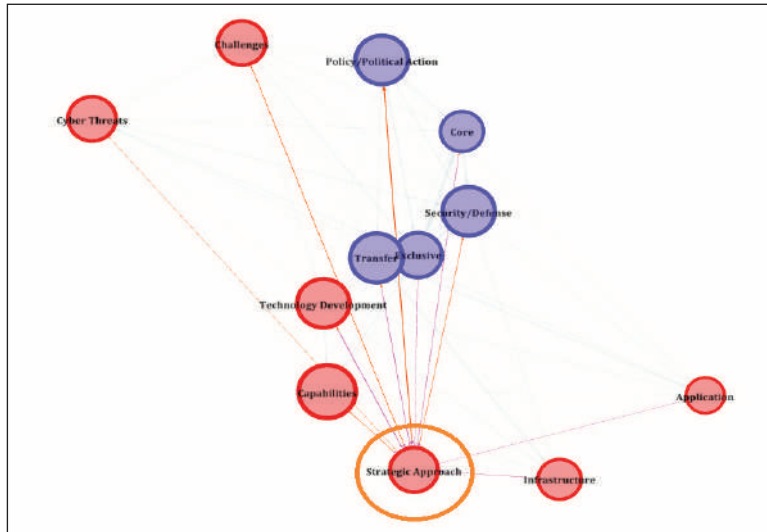 Challenges
Policy/Political Action
Cyber Threats
Core
Security/Defense
Transfer
Exclusive
Technology Development
Capabilities
Application
Strategic Approach
Infrastructure